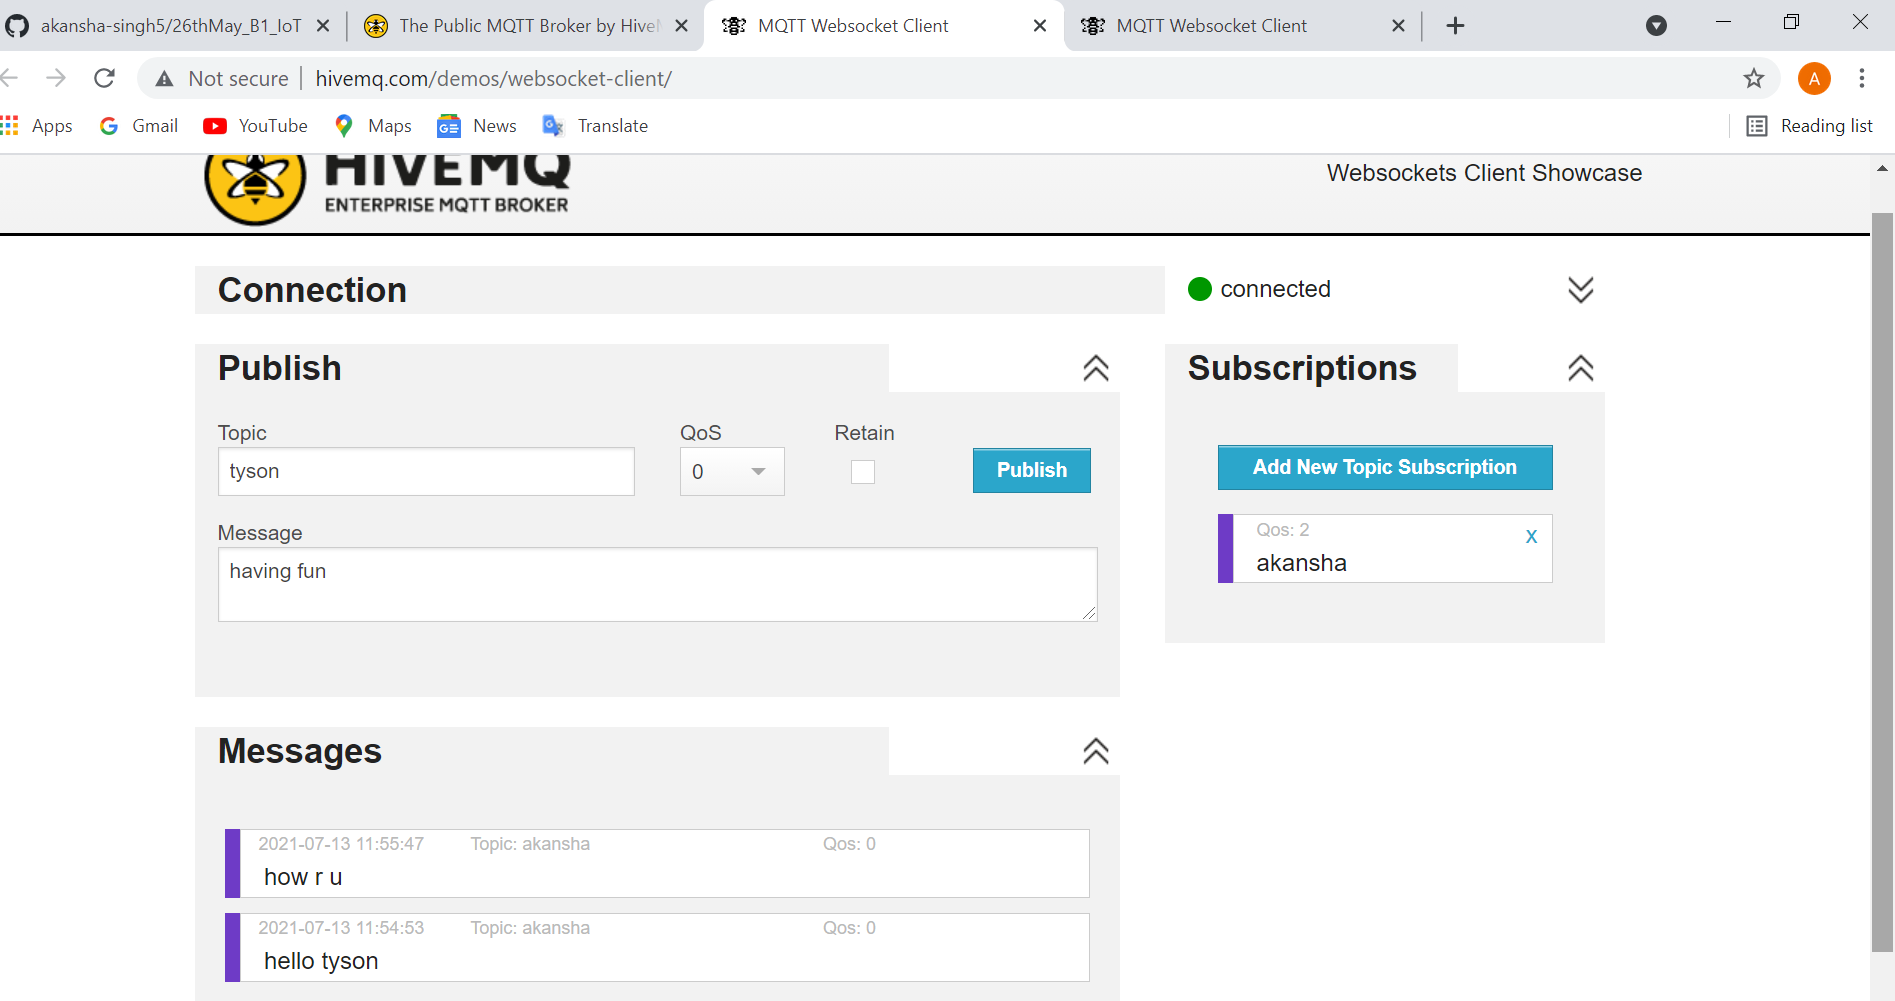 akansha-singh5/26thMay_B1_IoT
The Public MQTT Broker by Hive
MQTT Websocket Client
MQTT Websocket Client
Not secure
hivemq.com/demos/websocket-client/
A
Apps
Gmail
YouTube
Maps
News
Translate
Reading list
HIVEMQ
ENTERPRISE MQTT BROKER
Websockets Client Showcase
Connection
connected
Publish
Subscriptions
Topic
QoS
Retain
tyson
0
Publish
Add New Topic Subscription
Message
having fun
Qos: 2
x
akansha
Messages
2021-07-13 11:55:47 Topic: akansha Qos: 0
how r u
2021-07-13 11:54:53 Topic: akansha Qos: 0
hello tyson